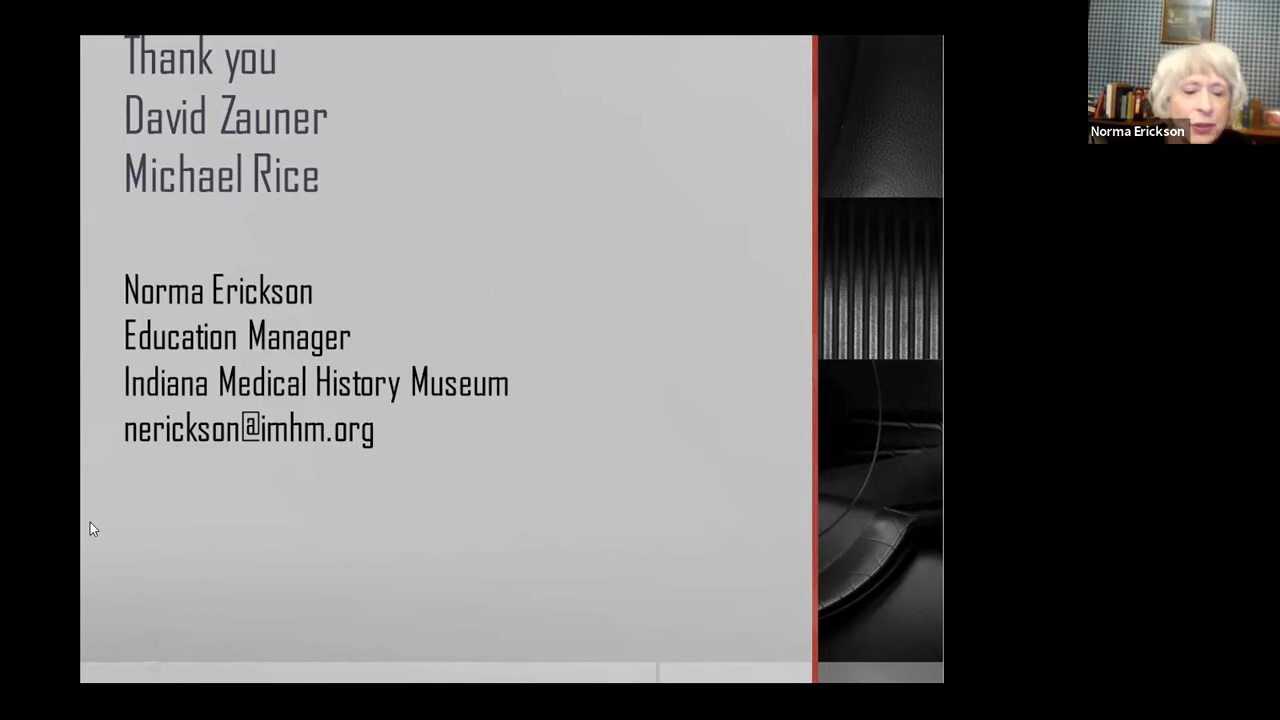 Thank you
David Zauner
Michael Rice
Norma Erickson
Education Manager
Indiana Medical History Museum
nerickson@imhm.org
Norma Erickson